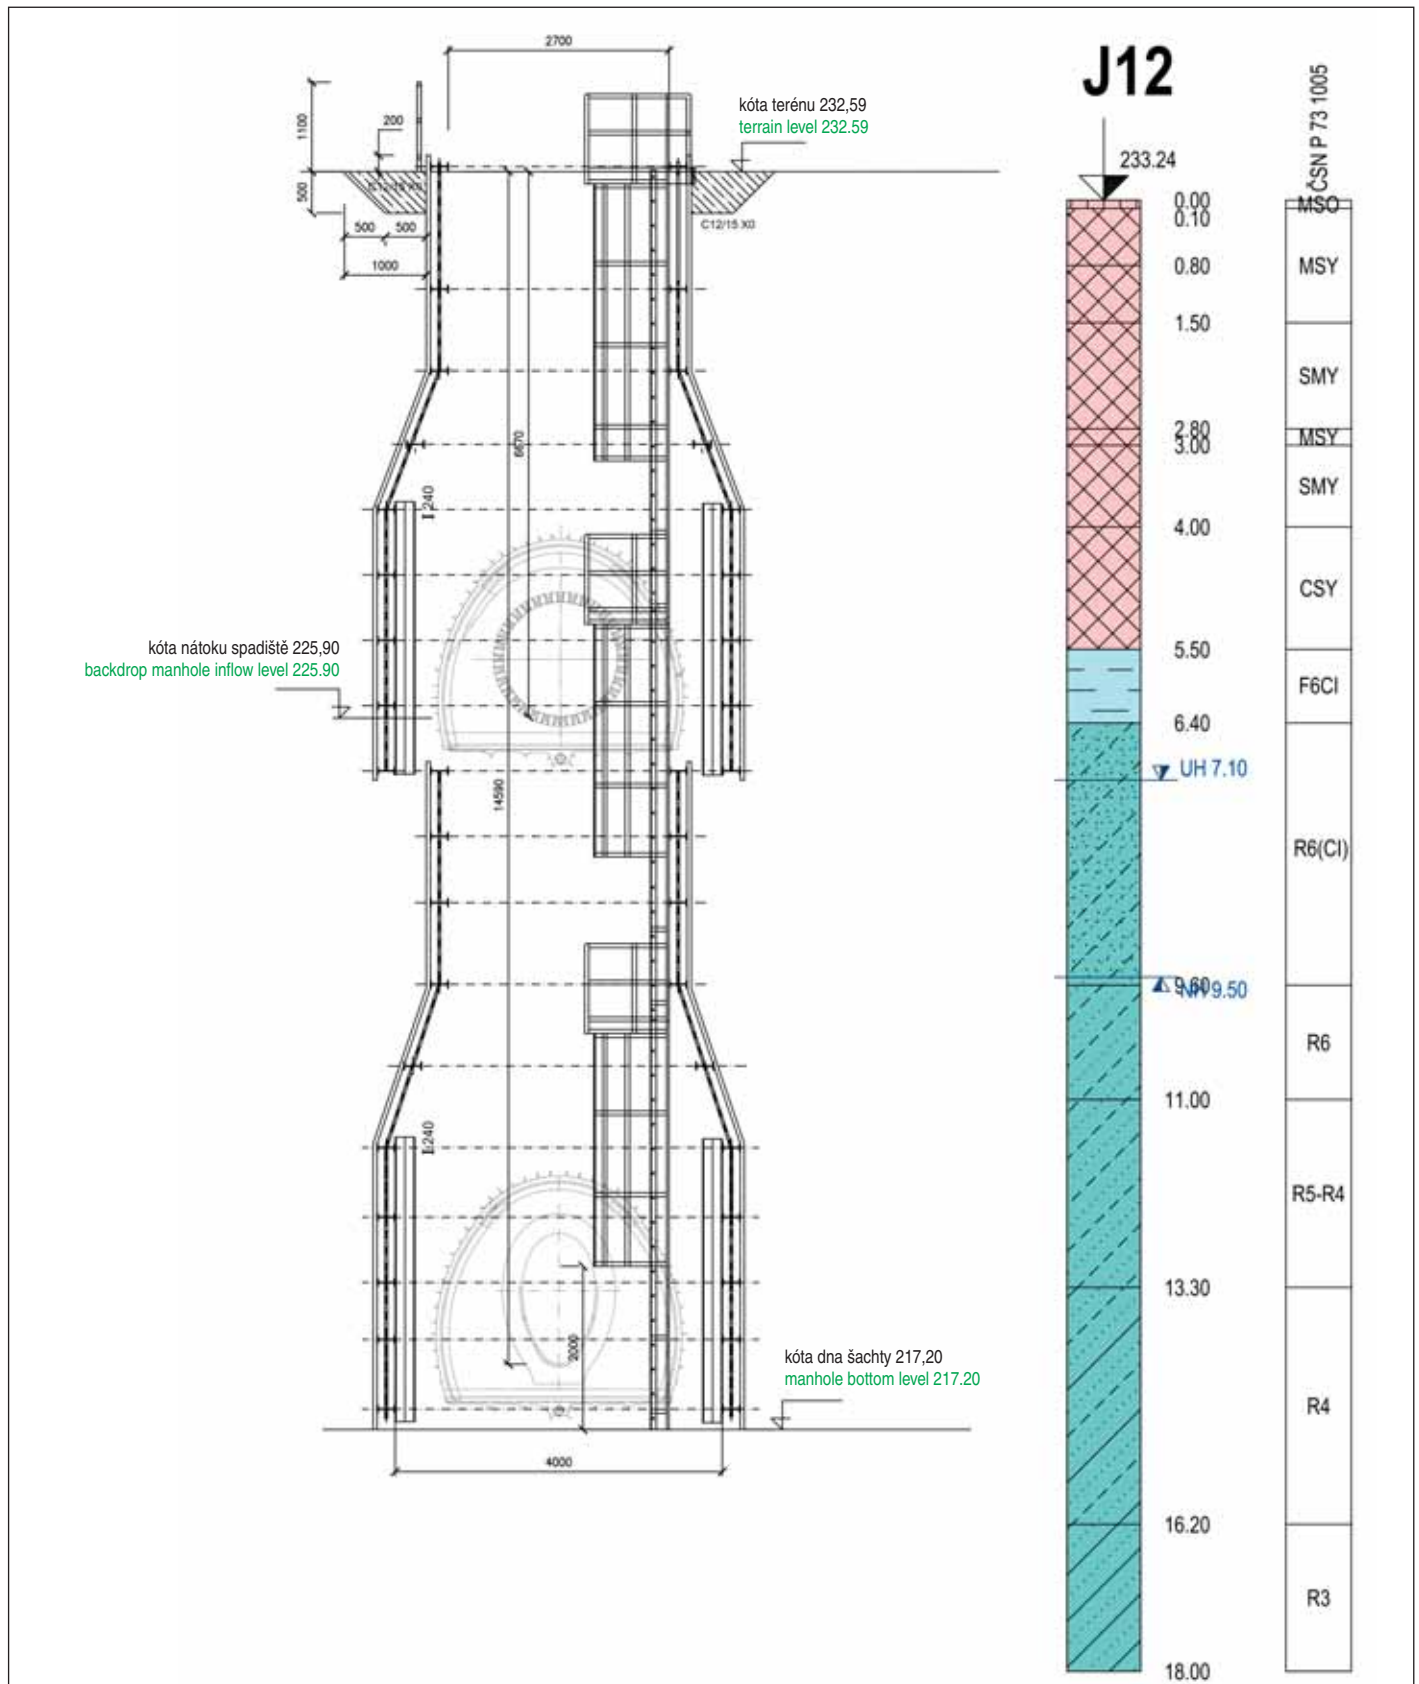 2700
1100
200
500
C12/15 X0
500
500
1000
kóta terénu 232,59
terrain level 232.59
C12/15 X0
6670
I 240
kóta nátoku spadiště 225,90
backdrop manhole inflow level 225.90
14590
I 240
2000
kóta dna šachty 217,20
manhole bottom level 217.20
4000
J12
ČSN P 73 1005
233.24
0.00
MSO
0.10
0.80
MSY
1.50
SMY
2.80
MSY
3.00
SMY
4.00
CSY
5.50
F6CI
6.40
UH 7.10
R6(CI)
9.60
NH 9.50
R6
11.00
R5-R4
13.30
R4
16.20
R3
18.00